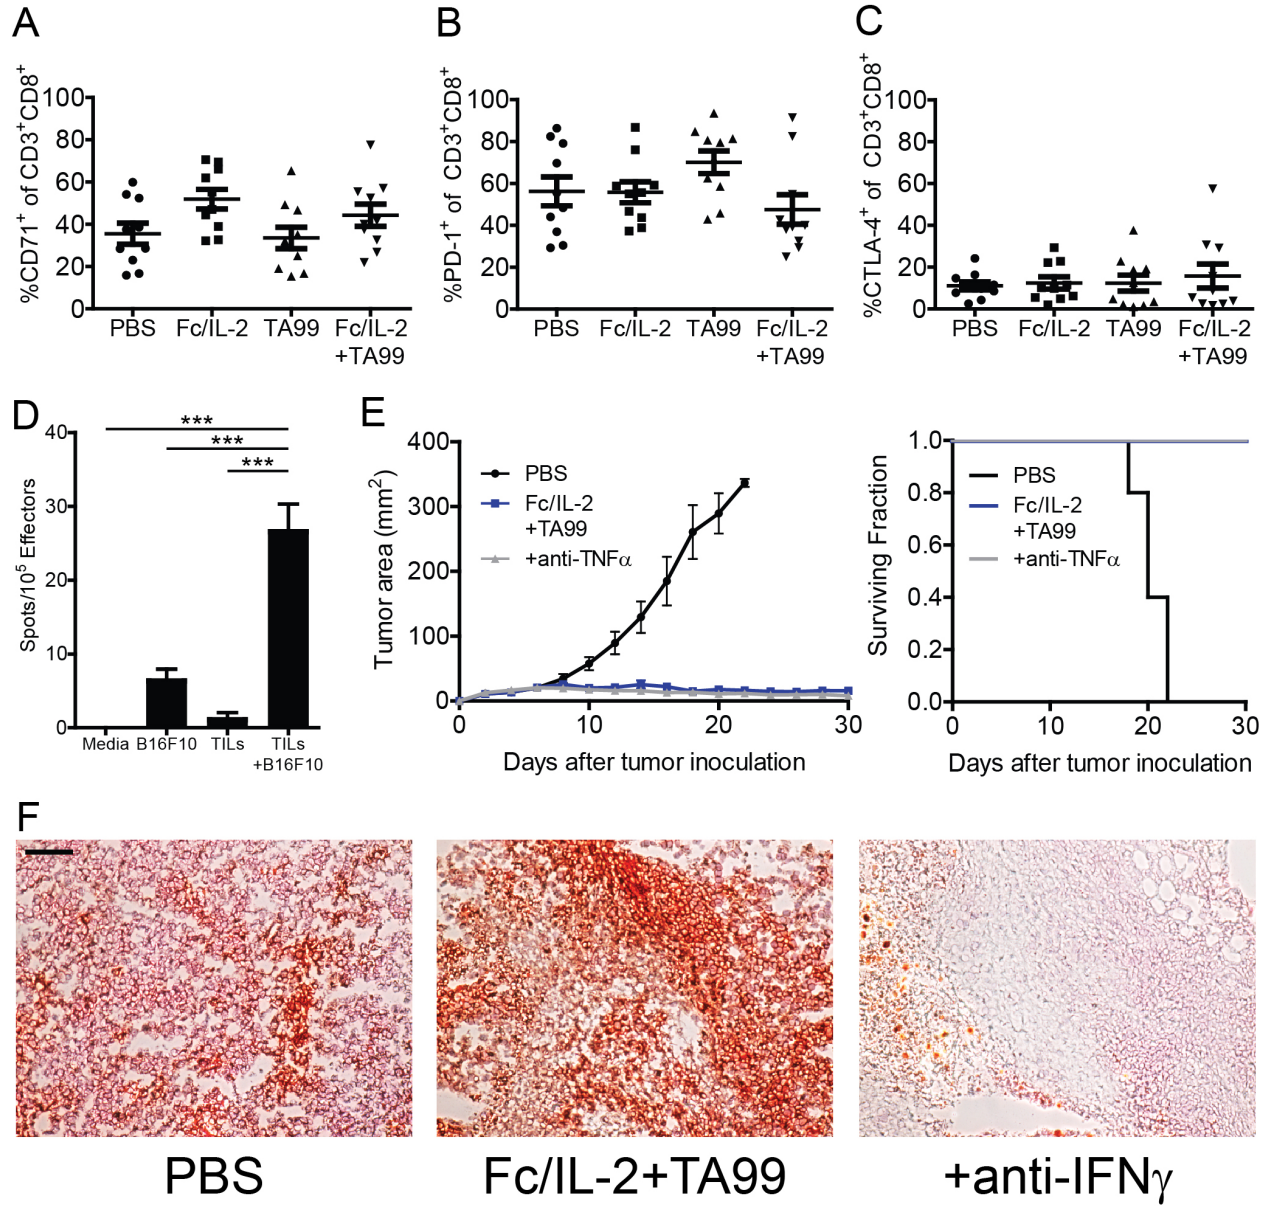 A
%CD71+ of CD3+CD8+
100
80
60
40
20
0
PBS
Fc/IL-2
TA99
Fc/IL-2
+TA99
B
%PD-1+ of CD3+CD8+
100
80
60
40
20
0
PBS
Fc/IL-2
TA99
Fc/IL-2
+TA99
C
%CTLA-4+ of CD3+CD8+
100
80
60
40
20
0
PBS
Fc/IL-2
TA99
Fc/IL-2
+TA99
D
Spots/10^5 Effectors
40
30
20
10
0
***
***
***
Media
B16F10
TILs
TILs
+B16F10
E
Tumor area (mm²)
400
300
200
100
0
PBS
Fc/IL-2
+TA99
+anti-TNFα
0
10
20
30
Days after tumor inoculation
Surviving Fraction
1.0
0.8
0.6
0.4
0.2
0.0
PBS
Fc/IL-2
+TA99
+anti-TNFα
0
10
20
30
Days after tumor inoculation
F
PBS
Fc/IL-2+TA99
+anti-IFNγ